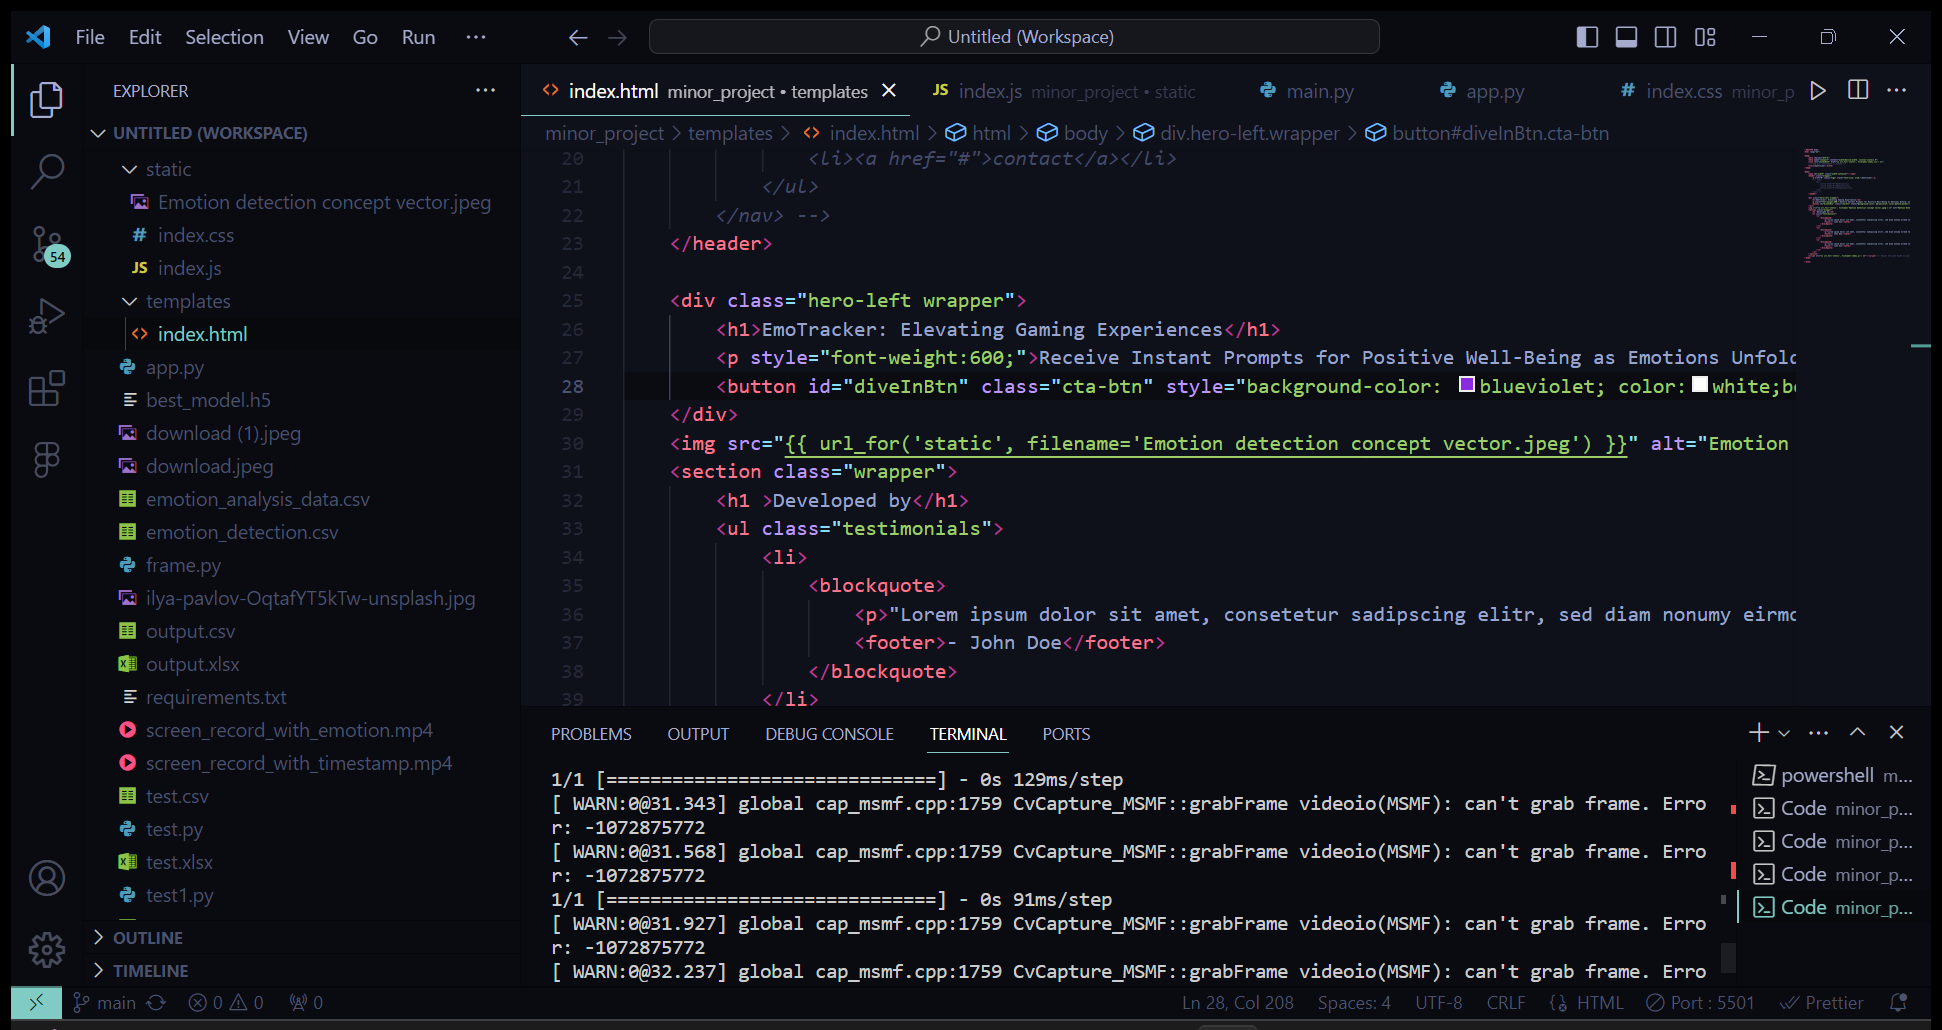 File Edit Selection View Go Run ···
Untitled (Workspace)
EXPLORER ···
UNTITLED (WORKSPACE)
static
Emotion detection concept vector.jpeg
# index.css
JS index.js
templates
<> index.html
app.py
best_model.h5
download (1).jpeg
download.jpeg
emotion_analysis_data.csv
emotion_detection.csv
frame.py
ilya-pavlov-OqtafYT5kTw-unsplash.jpg
output.csv
output.xlsx
requirements.txt
screen_record_with_emotion.mp4
screen_record_with_timestamp.mp4
test.csv
test.py
test.xlsx
test1.py
OUTLINE
TIMELINE
54
<> index.html minor_project • templates
JS index.js minor_project • static
main.py
app.py
# index.css minor_p
minor_project > templates > <> index.html > html > body > div.hero-left.wrapper > button#diveInBtn.cta-btn
20 <li><a href="#">contact</a></li>
21 </ul>
22 </nav> -->
23 </header>
24
25 <div class="hero-left wrapper">
26 <h1>EmoTracker: Elevating Gaming Experiences</h1>
27 <p style="font-weight:600;">Receive Instant Prompts for Positive Well-Being as Emotions Unfol
28 <button id="diveInBtn" class="cta-btn" style="background-color: blueviolet; color: white;b
29 </div>
30 <img src="{{ url_for('static', filename='Emotion detection concept vector.jpeg') }}" alt="Emotion
31 <section class="wrapper">
32 <h1 >Developed by</h1>
33 <ul class="testimonials">
34 <li>
35 <blockquote>
36 <p>"Lorem ipsum dolor sit amet, consetetur sadipscing elitr, sed diam nonumy eirmo
37 <footer>- John Doe</footer>
38 </blockquote>
39 </li>
PROBLEMS OUTPUT DEBUG CONSOLE TERMINAL PORTS
1/1 [==============================] - 0s 129ms/step
[ WARN:0@31.343] global cap_msmf.cpp:1759 CvCapture_MSMF::grabFrame videoio(MSMF): can't grab frame. Erro
r: -1072875772
[ WARN:0@31.568] global cap_msmf.cpp:1759 CvCapture_MSMF::grabFrame videoio(MSMF): can't grab frame. Erro
r: -1072875772
1/1 [==============================] - 0s 91ms/step
[ WARN:0@31.927] global cap_msmf.cpp:1759 CvCapture_MSMF::grabFrame videoio(MSMF): can't grab frame. Erro
r: -1072875772
[ WARN:0@32.237] global cap_msmf.cpp:1759 CvCapture_MSMF::grabFrame videoio(MSMF): can't grab frame. Erro
powershell m...
Code minor_p...
Code minor_p...
Code minor_p...
Code minor_p...
main 0 0 0 Ln 28, Col 208 Spaces: 4 UTF-8 CRLF HTML Port : 5501 Prettier